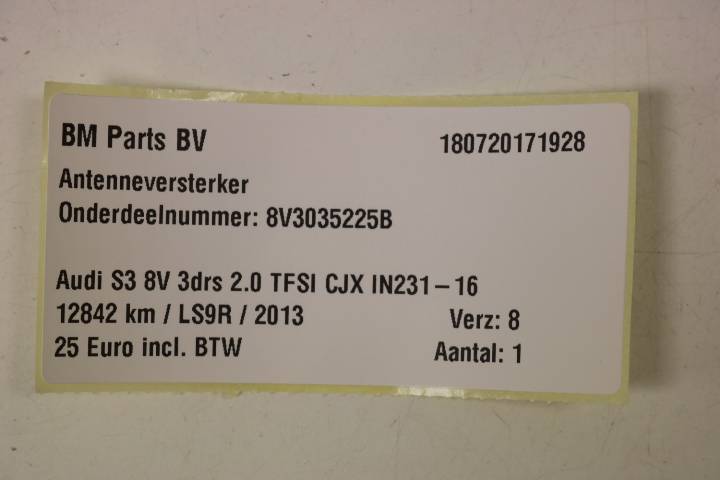 BM Parts BV 180720171928
Antenneversterker
Onderdeelnummer: 8V3035225B
Audi S3 8V 3drs 2.0 TFSI CJX IN231-16
12842 km / LS9R / 2013 Verz: 8
25 Euro incl. BTW Aantal: 1